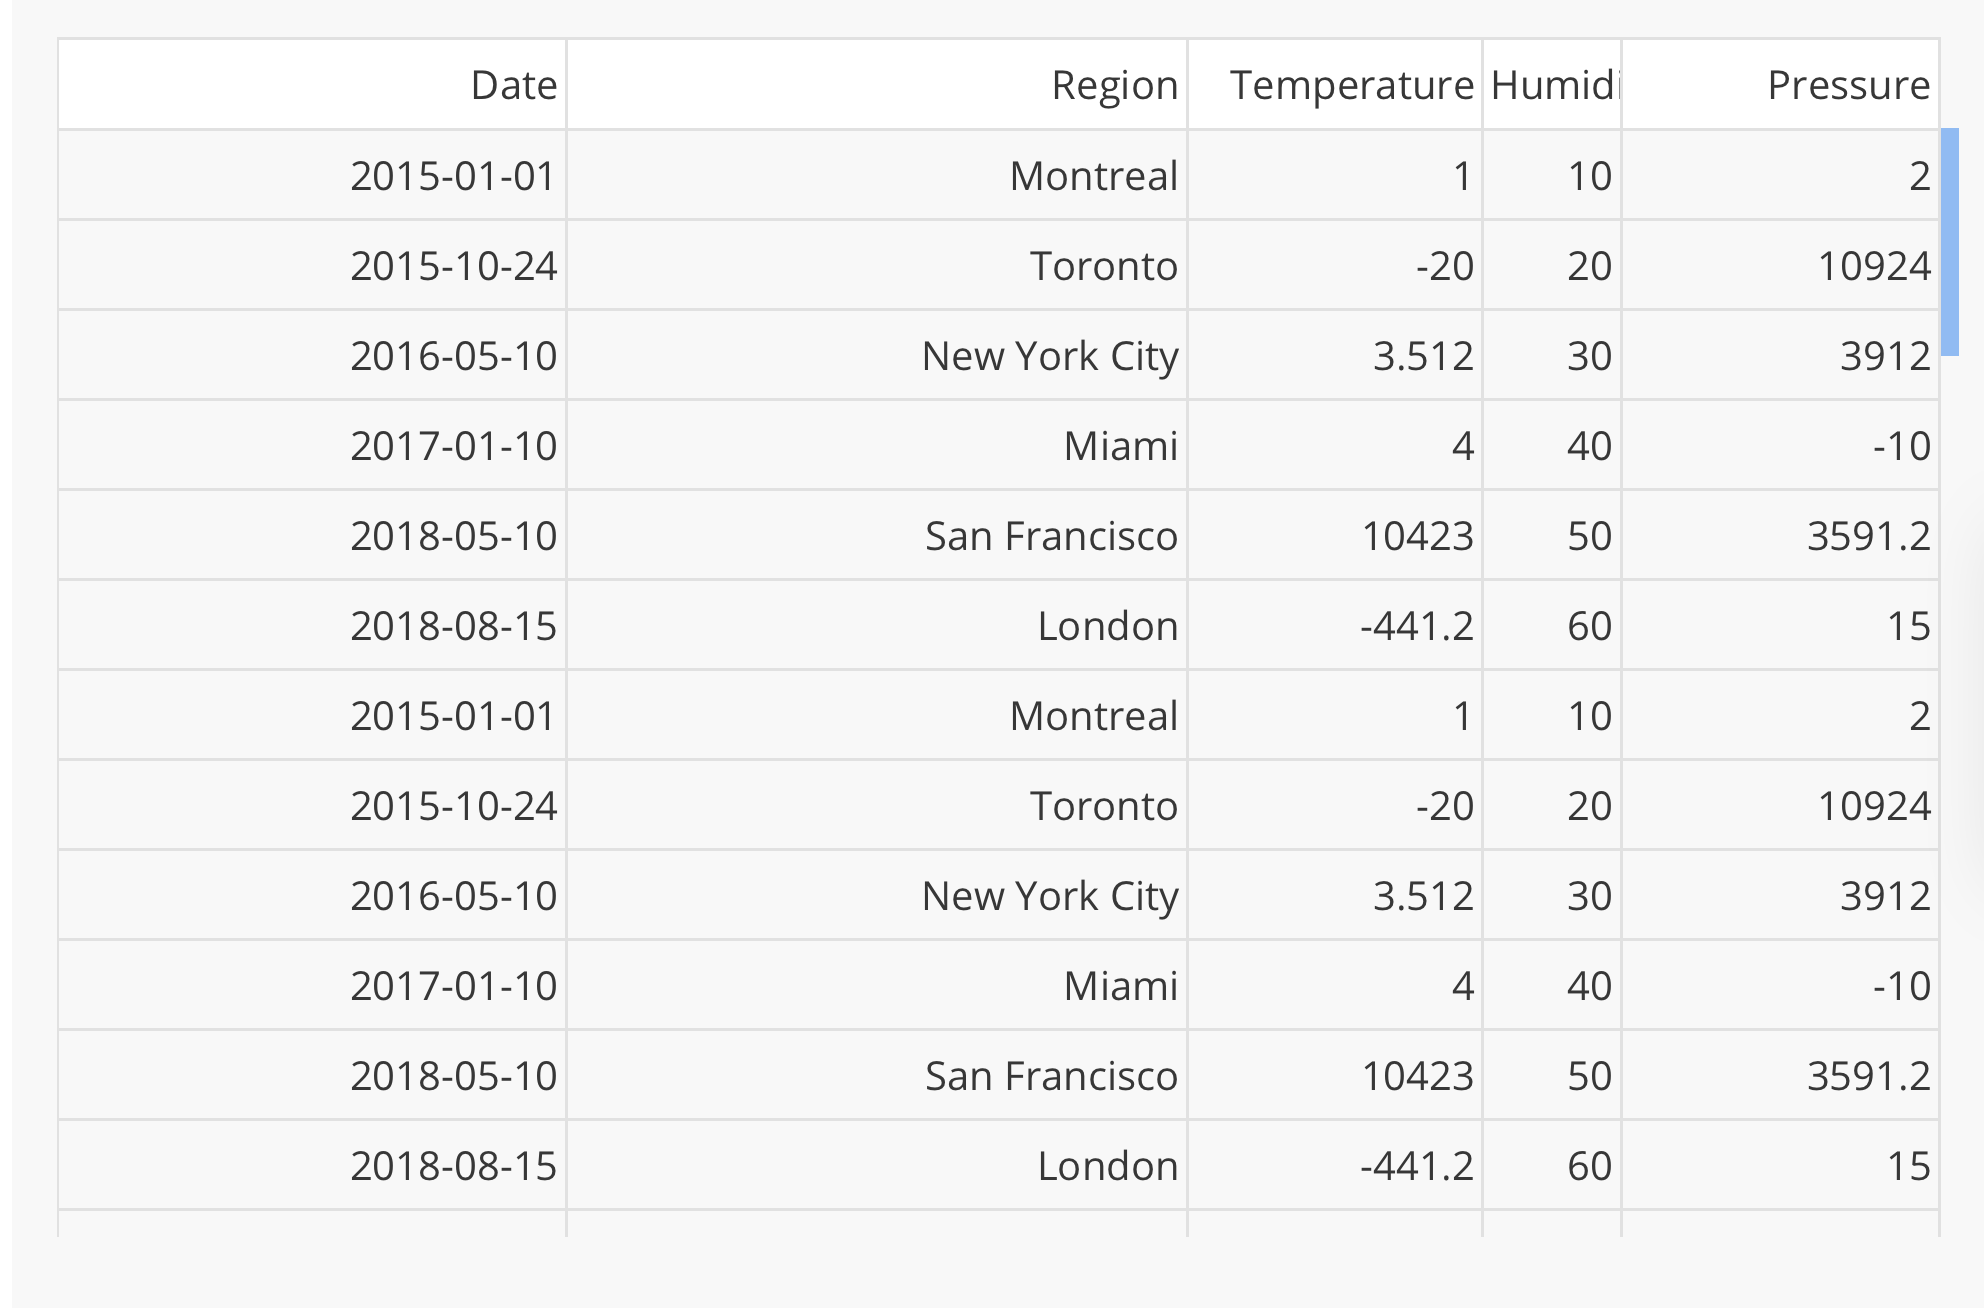 Date Region Temperature Humidi Pressure
2015-01-01 Montreal 1 10 2
2015-10-24 Toronto -20 20 10924
2016-05-10 New York City 3.512 30 3912
2017-01-10 Miami 4 40 -10
2018-05-10 San Francisco 10423 50 3591.2
2018-08-15 London -441.2 60 15
2015-01-01 Montreal 1 10 2
2015-10-24 Toronto -20 20 10924
2016-05-10 New York City 3.512 30 3912
2017-01-10 Miami 4 40 -10
2018-05-10 San Francisco 10423 50 3591.2
2018-08-15 London -441.2 60 15